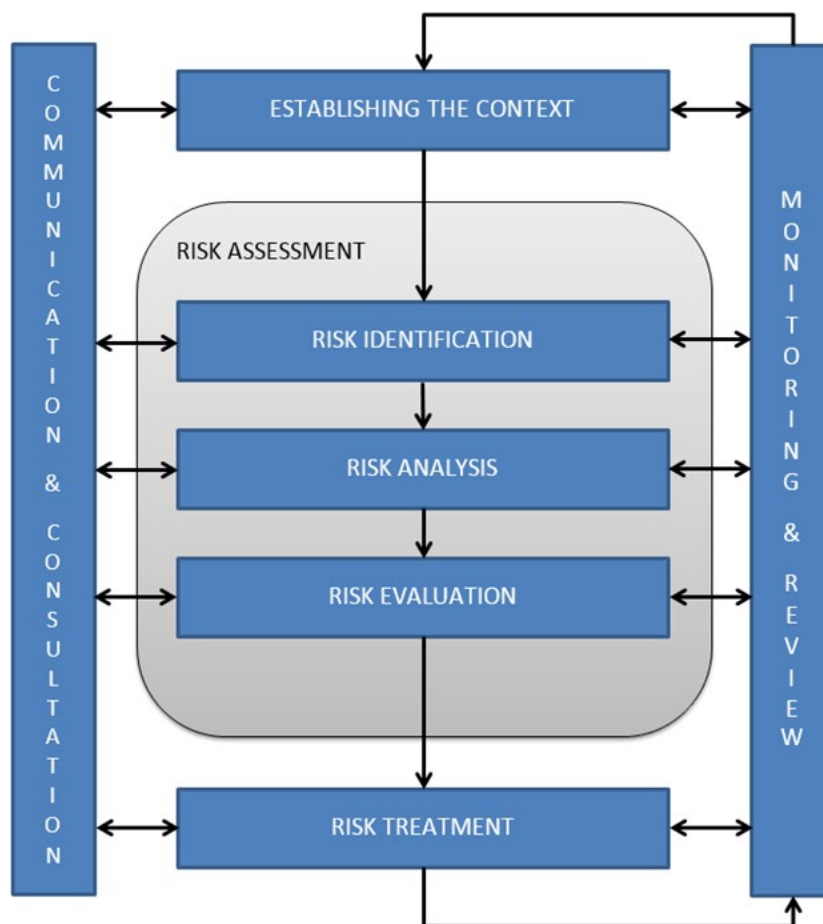 ESTABLISHING THE CONTEXT
RISK ASSESSMENT
RISK IDENTIFICATION
RISK ANALYSIS
RISK EVALUATION
RISK TREATMENT
COMMUNICATION & CONSULTATION
MONITORING & REVIEW